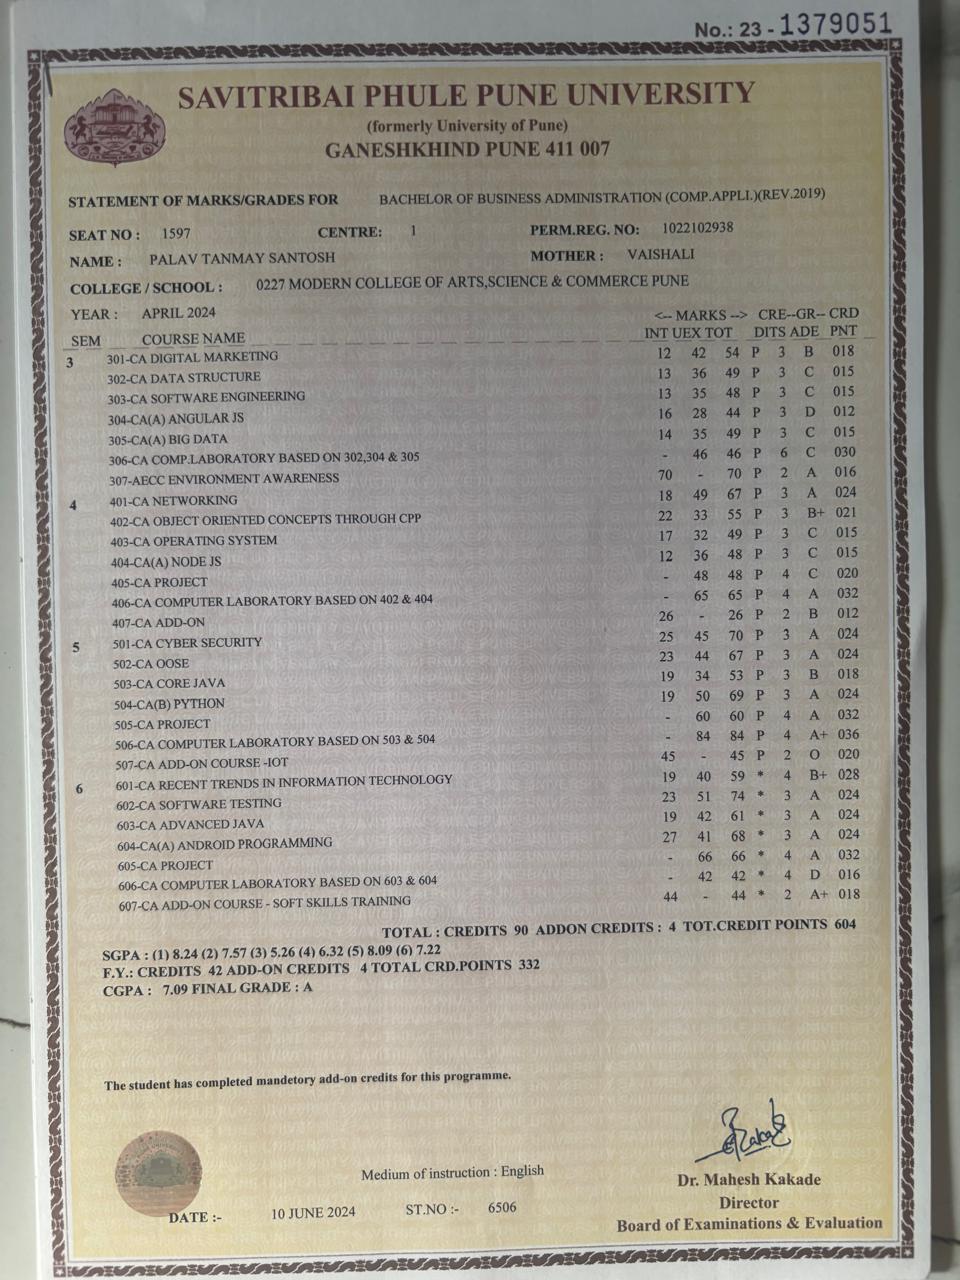 No.: 23 - 1379051
SAVITRIBAI PHULE PUNE UNIVERSITY
(formerly University of Pune)
GANESHKHIND PUNE 411 007
STATEMENT OF MARKS/GRADES FOR BACHELOR OF BUSINESS ADMINISTRATION (COMP.APPLI.)(REV.2019)
SEAT NO : 1597 CENTRE: 1 PERM.REG. NO: 1022102938
NAME : PALAV TANMAY SANTOSH MOTHER : VAISHALI
COLLEGE / SCHOOL : 0227 MODERN COLLEGE OF ARTS,SCIENCE & COMMERCE PUNE
YEAR : APRIL 2024 <-- MARKS --> CRE--GR-- CRD
SEM COURSE NAME INT UEX TOT DITS ADE PNT
3 301-CA DIGITAL MARKETING 12 42 54 P 3 B 018
302-CA DATA STRUCTURE 13 36 49 P 3 C 015
303-CA SOFTWARE ENGINEERING 13 35 48 P 3 C 015
304-CA(A) ANGULAR JS 16 28 44 P 3 D 012
305-CA(A) BIG DATA 14 35 49 P 3 C 015
306-CA COMP.LABORATORY BASED ON 302,304 & 305 - 46 46 P 6 C 030
307-AECC ENVIRONMENT AWARENESS 70 - 70 P 2 A 016
4 401-CA NETWORKING 18 49 67 P 3 A 024
402-CA OBJECT ORIENTED CONCEPTS THROUGH CPP 22 33 55 P 3 B+ 021
403-CA OPERATING SYSTEM 17 32 49 P 3 C 015
404-CA(A) NODE JS 12 36 48 P 3 C 015
405-CA PROJECT - 48 48 P 4 C 020
406-CA COMPUTER LABORATORY BASED ON 402 & 404 - 65 65 P 4 A 032
407-CA ADD-ON 26 - 26 P 2 B 012
5 501-CA CYBER SECURITY 25 45 70 P 3 A 024
502-CA OOSE 23 44 67 P 3 A 024
503-CA CORE JAVA 19 34 53 P 3 B 018
504-CA(B) PYTHON 19 50 69 P 3 A 024
505-CA PROJECT - 60 60 P 4 A 032
506-CA COMPUTER LABORATORY BASED ON 503 & 504 - 84 84 P 4 A+ 036
507-CA ADD-ON COURSE -IOT 45 - 45 P 2 O 020
6 601-CA RECENT TRENDS IN INFORMATION TECHNOLOGY 19 40 59 * 4 B+ 028
602-CA SOFTWARE TESTING 23 51 74 * 3 A 024
603-CA ADVANCED JAVA 19 42 61 * 3 A 024
604-CA(A) ANDROID PROGRAMMING 27 41 68 * 3 A 024
605-CA PROJECT - 66 66 * 4 A 032
606-CA COMPUTER LABORATORY BASED ON 603 & 604 - 42 42 * 4 D 016
607-CA ADD-ON COURSE - SOFT SKILLS TRAINING 44 - 44 * 2 A+ 018
TOTAL : CREDITS 90 ADDON CREDITS : 4 TOT.CREDIT POINTS 604
SGPA : (1) 8.24 (2) 7.57 (3) 5.26 (4) 6.32 (5) 8.09 (6) 7.22
F.Y.: CREDITS 42 ADD-ON CREDITS 4 TOTAL CRD.POINTS 332
CGPA : 7.09 FINAL GRADE : A
The student has completed mandetory add-on credits for this programme.
Medium of instruction : English
Dr. Mahesh Kakade
Director
Board of Examinations & Evaluation
DATE :- 10 JUNE 2024 ST.NO :- 6506